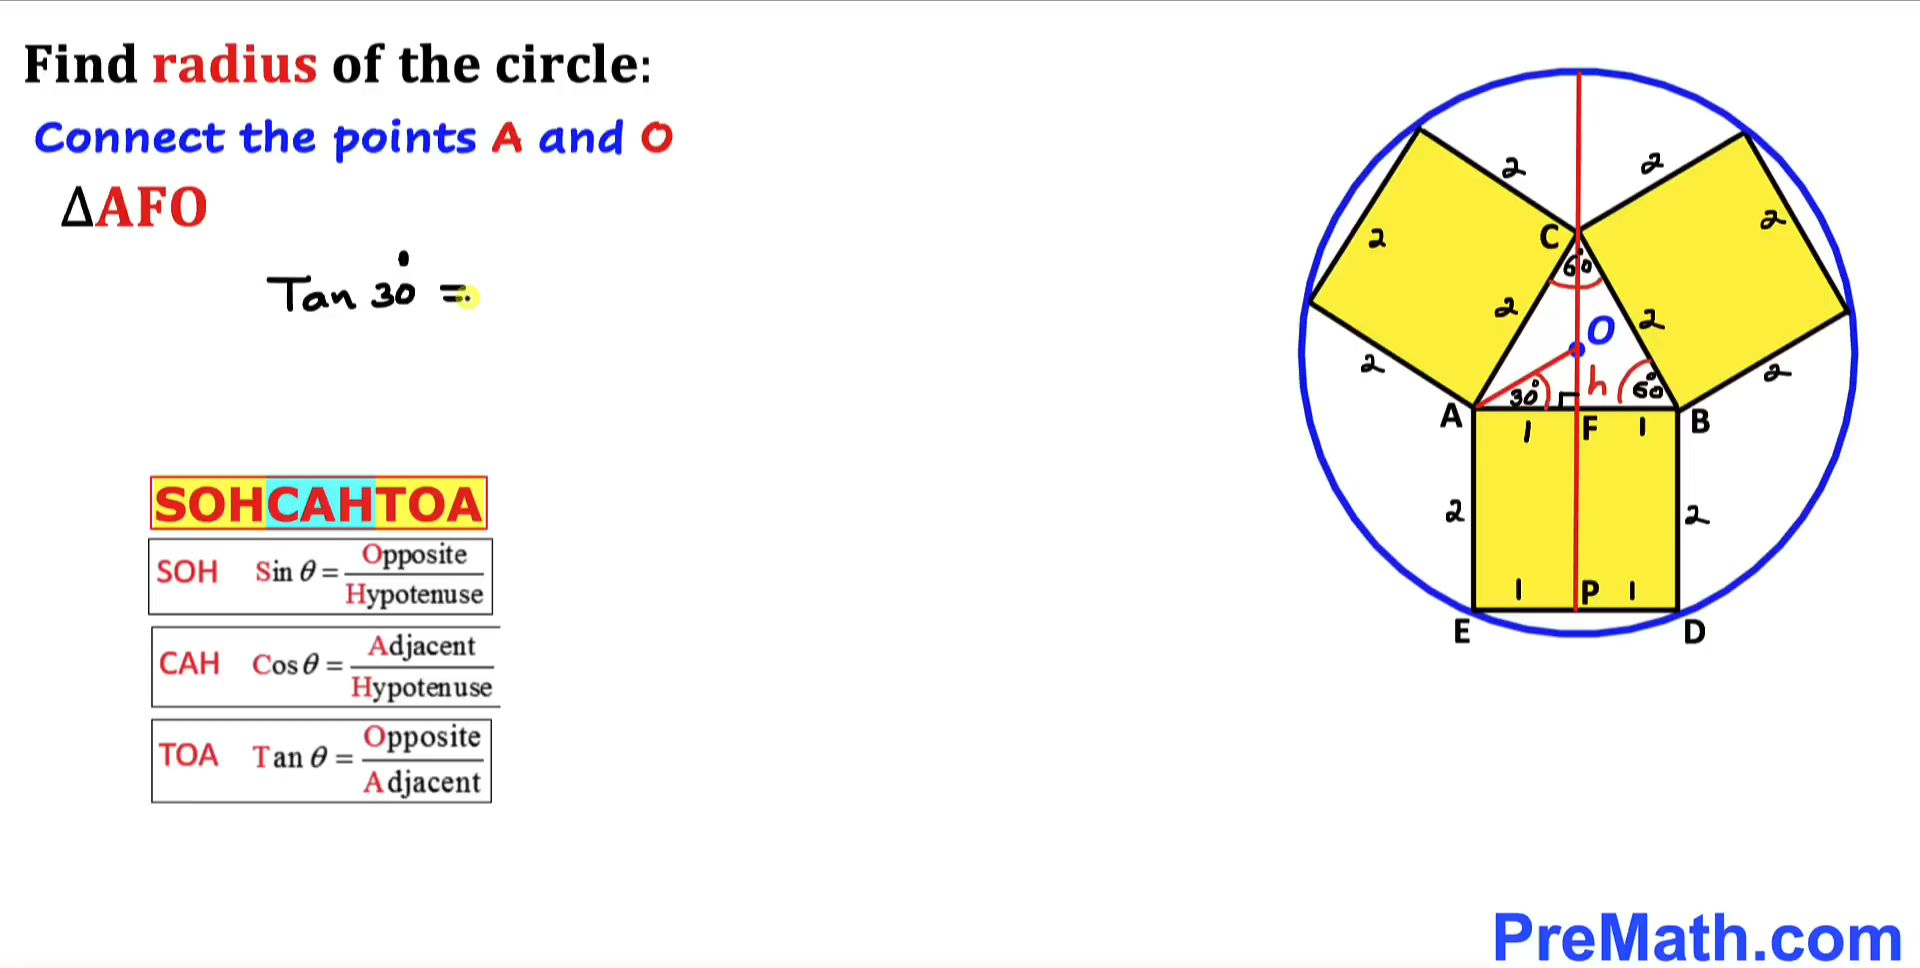 Find radius of the circle:
Connect the points A and O
ΔAFO
Tan 30° =
SOHCAHTOA
SOH Sin θ = Opposite / Hypotenuse
CAH Cos θ = Adjacent / Hypotenuse
TOA Tan θ = Opposite / Adjacent
2 2
2 2
C
60°
2 2
O
2 2
h
30° 60°
A B
1 F 1
2 2
1 P 1
E D
PreMath.com